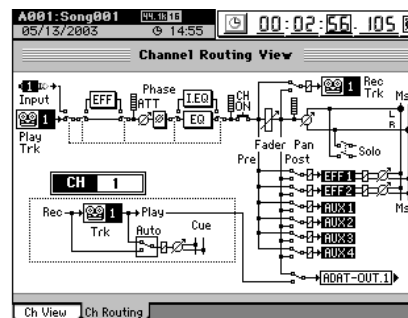 A001:Song001 44.1k 16
05/13/2003 14:55 00:02:56.105
Channel Routing View
1
Input
EFF
Phase
ATT
I.EQ
EQ
CH
ON
1
Rec
Trk
Ms
Play
Trk
L
R
Fader Pan
Pre Post
Solo
CH 1
EFF1
EFF2
Ms
AUX1
AUX2
AUX3
AUX4
Rec 1 Play
Trk Auto Cue
ADAT-OUT.1
Ch View Ch Routing